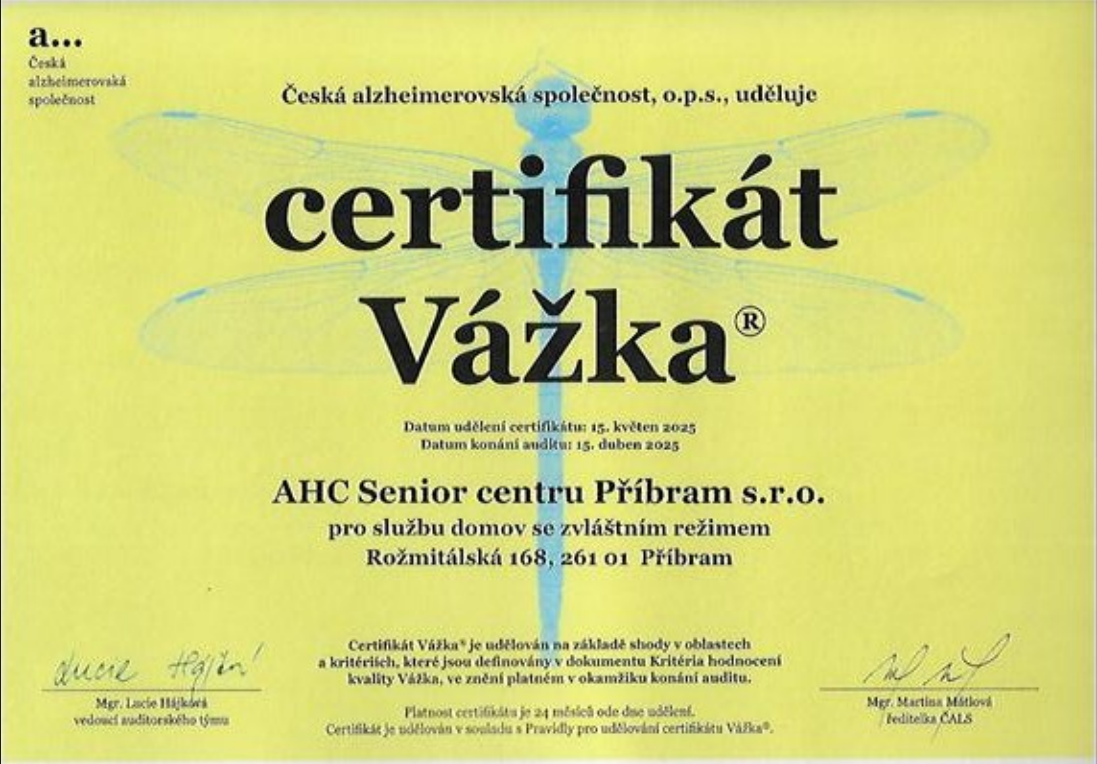 a...
Česká
alzheimerovská
společnost
Česká alzheimerovská společnost, o.p.s., uděluje
certifikát
Vážka®
Datum udělení certifikátu: 15. květen 2025
Datum konání auditu: 15. duben 2025
AHC Senior centru Příbram s.r.o.
pro službu domov se zvláštním režimem
Rožmitálská 168, 261 01 Příbram
Certifikát Vážka® je udělován na základě shody v oblastech
a kritériích, které jsou definovány v dokumentu Kritéria hodnocení
kvality Vážka, ve znění platném v okamžiku konání auditu.
Lucie Hájková
Mgr. Lucie Hájková
vedoucí auditorského týmu
Platnost certifikátu je 24 měsíců ode dne udělení.
Certifikát je udělován v souladu s Pravidly pro udělování certifikátu Vážka®.
Mgr. Martina Mátlová
ředitelka ČALS